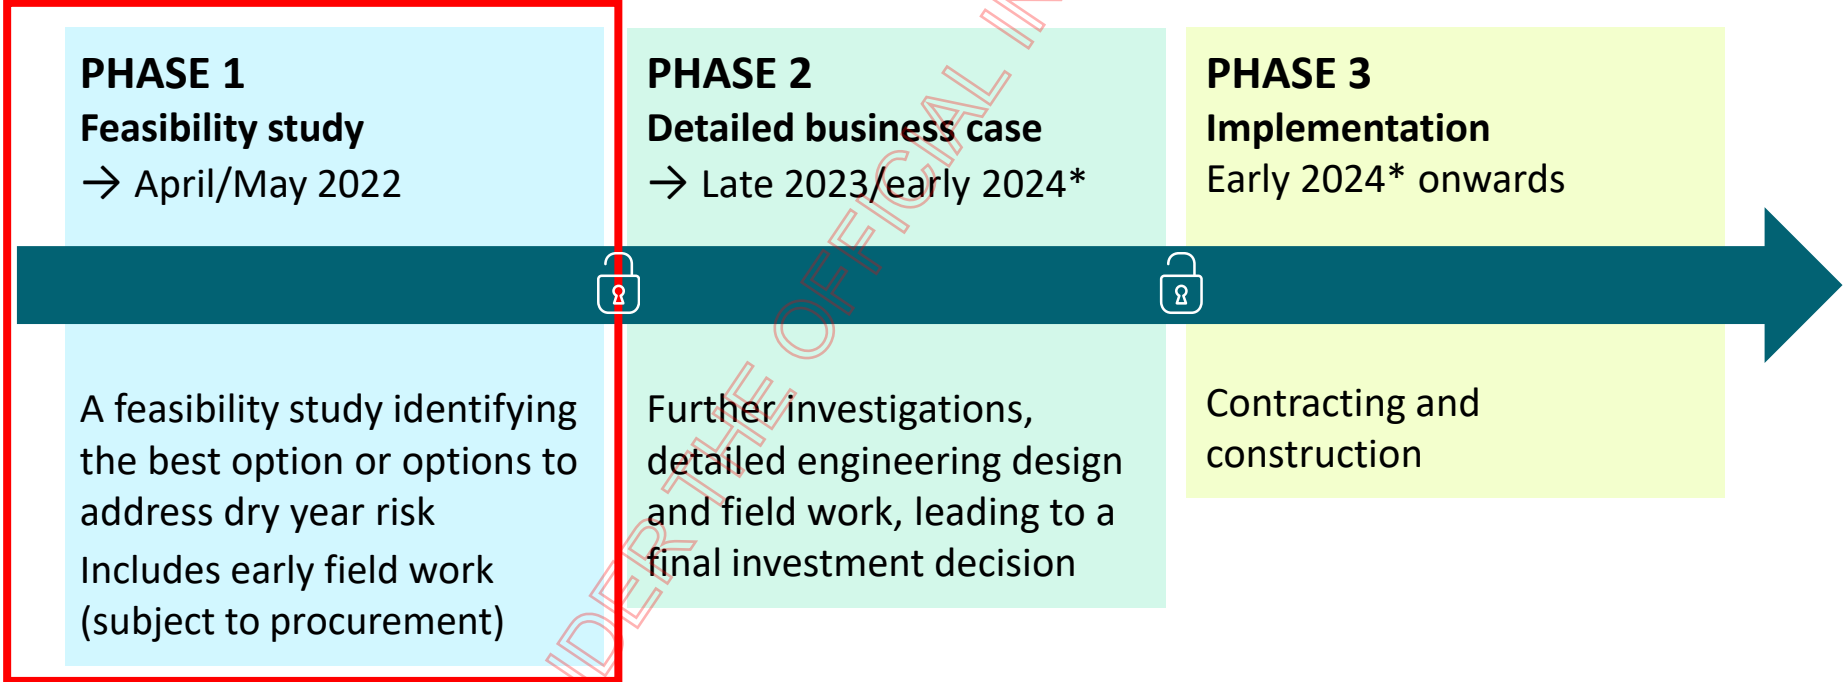 PHASE 1
Feasibility study
→ April/May 2022
A feasibility study identifying
the best option or options to
address dry year risk
Includes early field work
(subject to procurement)
PHASE 2
Detailed business case
→ Late 2023/early 2024*
Further investigations,
detailed engineering design
and field work, leading to a
final investment decision
PHASE 3
Implementation
Early 2024* onwards
Contracting and
construction
THE OFFICIAL